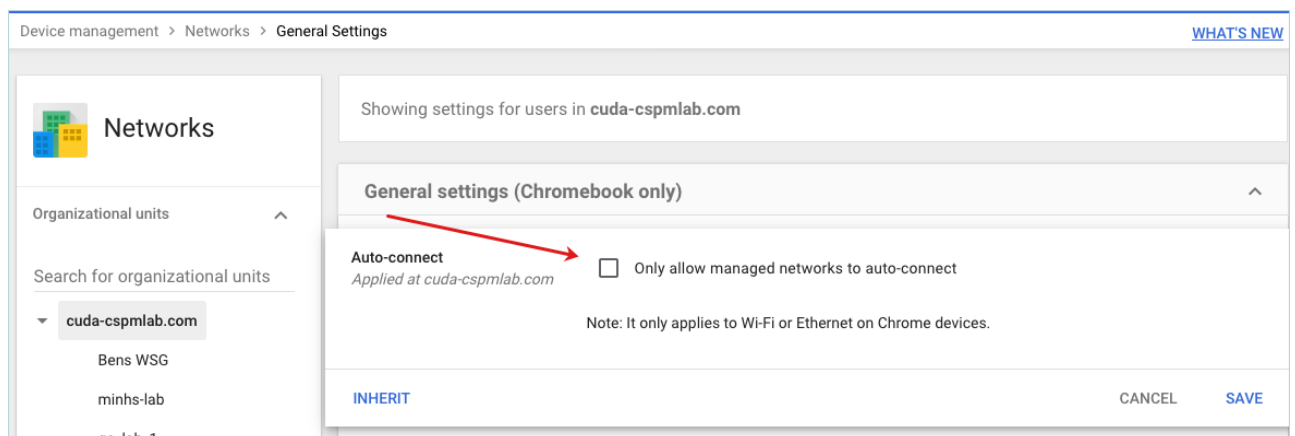 Device management > Networks > General Settings
WHAT'S NEW
Networks
Organizational units
Search for organizational units
cuda-cspmlab.com
Bens WSG
minhs-lab
Showing settings for users in cuda-cspmlab.com
General settings (Chromebook only)
Auto-connect
Applied at cuda-cspmlab.com
Only allow managed networks to auto-connect
Note: It only applies to Wi-Fi or Ethernet on Chrome devices.
INHERIT
CANCEL
SAVE